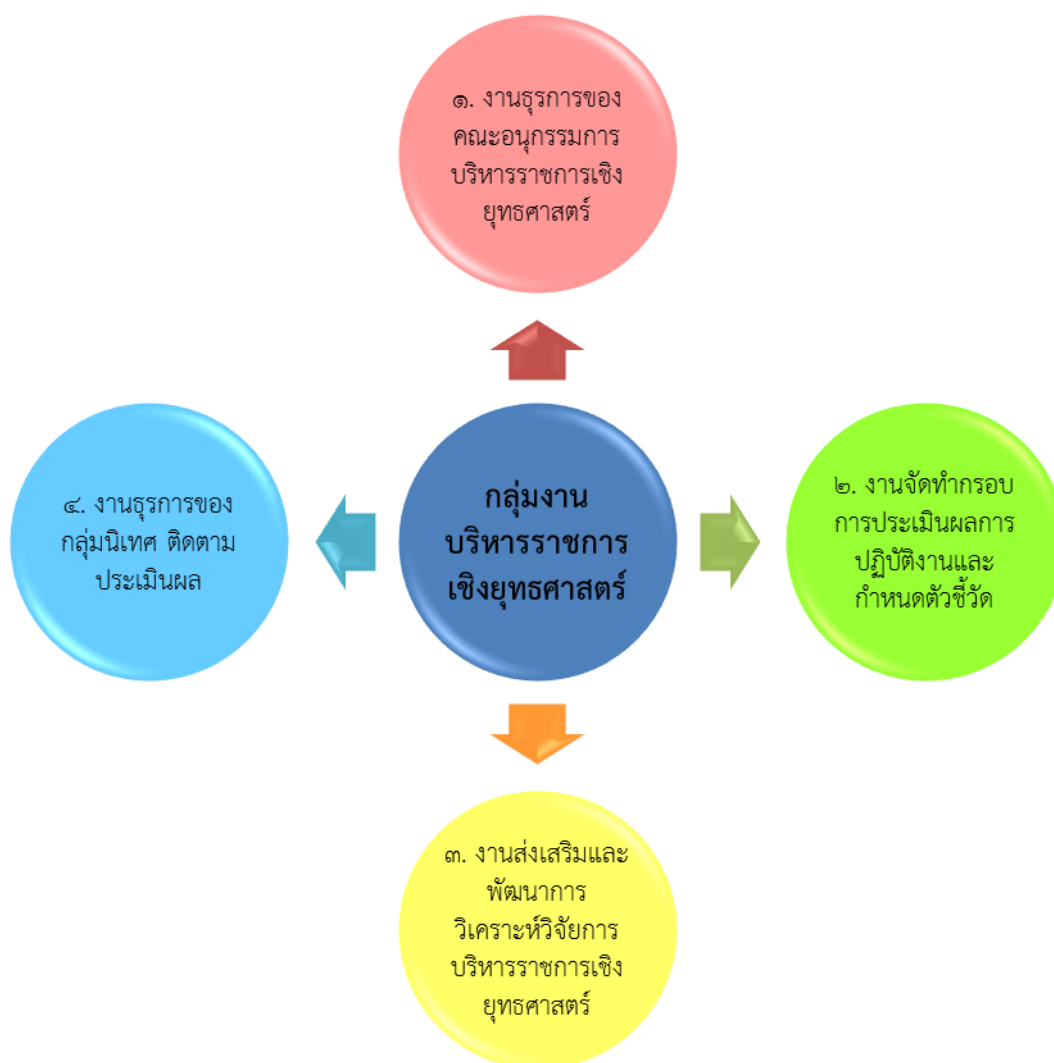 ๑. งานธุรการของ
คณะอนุกรรมการ
บริหารราชการเชิง
ยุทธศาสตร์
๔. งานธุรการของ
กลุ่มนิเทศ ติดตาม
ประเมินผล
กลุ่มงาน
บริหารราชการ
เชิงยุทธศาสตร์
๒. งานจัดทำกรอบ
การประเมินผลการ
ปฏิบัติงานและ
กำหนดตัวชี้วัด
๓. งานส่งเสริมและ
พัฒนาการ
วิเคราะห์วิจัยการ
บริหารราชการเชิง
ยุทธศาสตร์